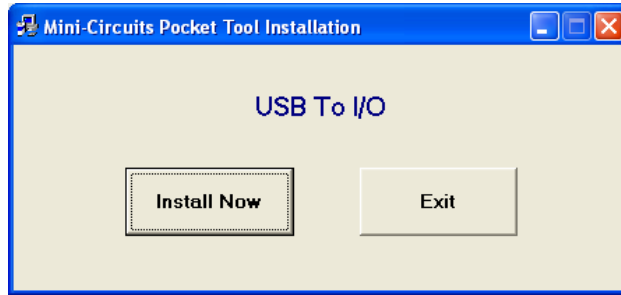 Mini-Circuits Pocket Tool Installation
USB To I/O
Install Now
Exit